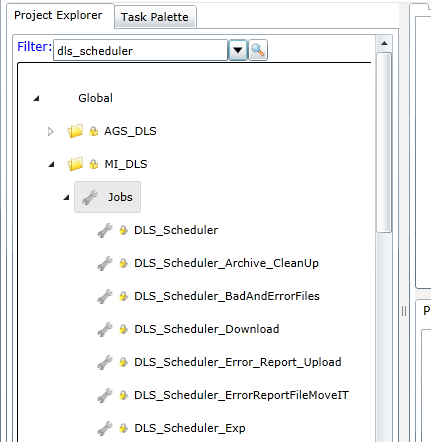 Project Explorer Task Palette
Filter: dls_scheduler
Global
AGS_DLS
MI_DLS
Jobs
DLS_Scheduler
DLS_Scheduler_Archive_CleanUp
DLS_Scheduler_BadAndErrorFiles
DLS_Scheduler_Download
DLS_Scheduler_Error_Report_Upload
DLS_Scheduler_ErrorReportFileMoveIT
DLS_Scheduler_Exp